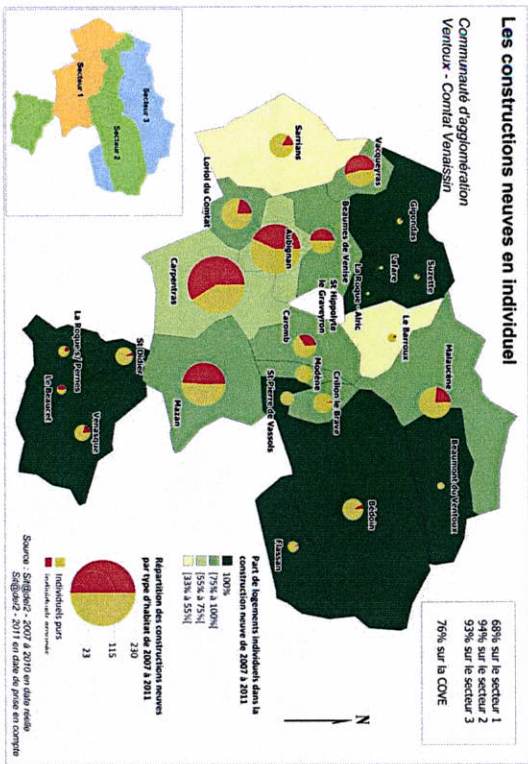 Les constructions neuves en individuel
Communauté d'agglomération
Ventoux - Comtat Venaissin
68% sur le secteur 1
94% sur le secteur 2
93% sur le secteur 3
76% sur la COVE
N
Malaucène
Beaumont du Ventoux
Suzette
Lafare
Gigondas
Le Barroux
La Roque - Alric
Vacqueyras
Beaumes de Venise
St Hippolyte
le Graveyron
Crillon le Brave
Bédoin
Flassan
Modène
Caromb
St Pierre de Vassols
Sarrians
Aubignan
Loriol du Comtat
Carpentras
Mazan
St Didier
La Roque s/ Pernes
Le Beaucet
Venasque
Secteur 1
Secteur 2
Secteur 3
Part de logements individuels dans la
construction neuve de 2007 à 2011
100%
[75% à 100%[
[55% à 75%[
[33% à 55%[
Répartition des constructions neuves
par type d'habitat de 2007 à 2011
230
115
23
Individuels purs
Individuels groupés
Source : Sit@del2 - 2007 à 2010 en date réelle
Sit@del2 - 2011 en date de prise en compte